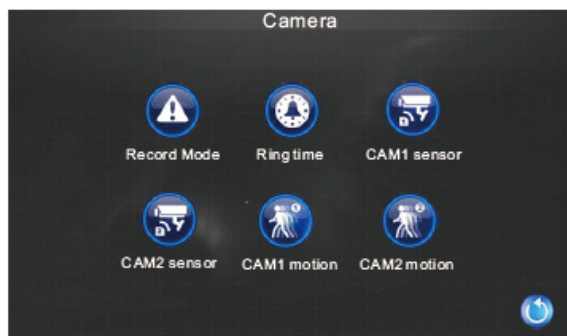 Camera
Record Mode
Ring time
CAM1 sensor
CAM2 sensor
CAM1 motion
CAM2 motion